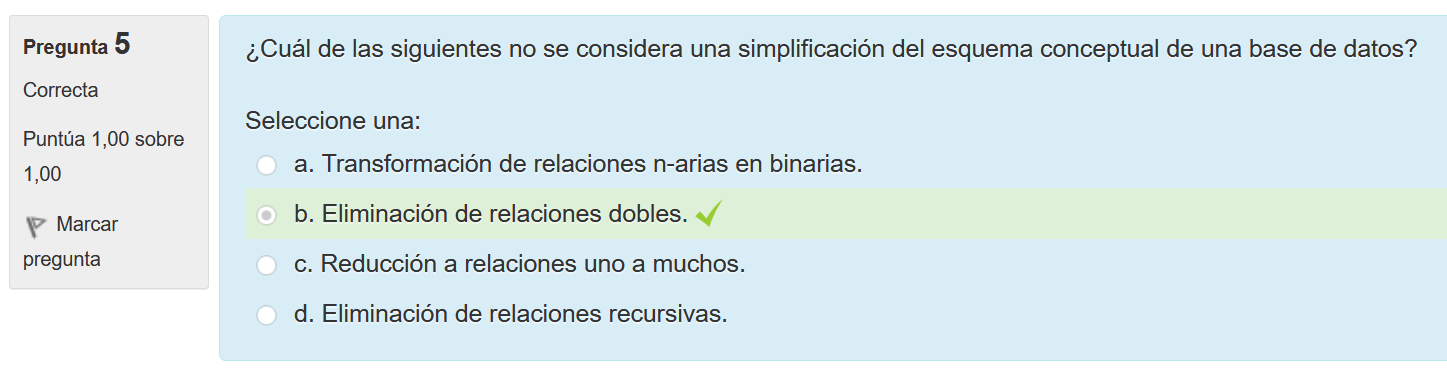 Pregunta 5
Correcta
Puntúa 1,00 sobre
1,00
Marcar
pregunta
¿Cuál de las siguientes no se considera una simplificación del esquema conceptual de una base de datos?
Seleccione una:
a. Transformación de relaciones n-arias en binarias.
b. Eliminación de relaciones dobles.
c. Reducción a relaciones uno a muchos.
d. Eliminación de relaciones recursivas.